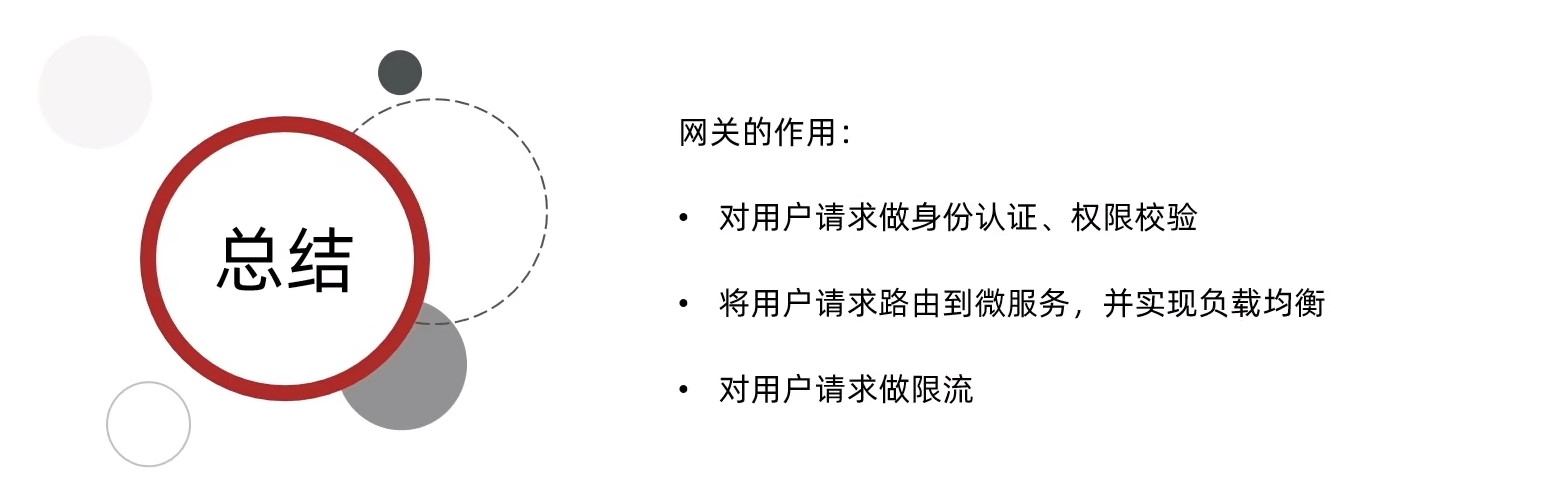 总结
网关的作用：
• 对用户请求做身份认证、权限校验
• 将用户请求路由到微服务，并实现负载均衡
• 对用户请求做限流